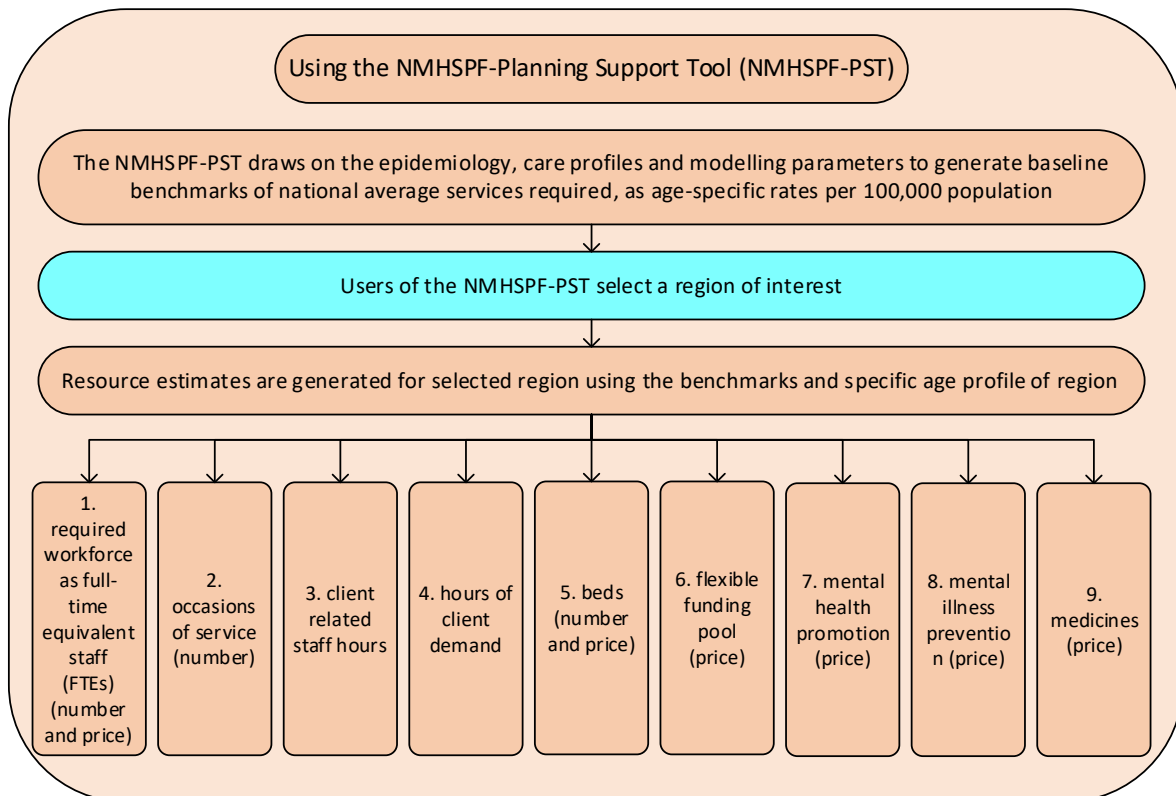 Using the NMHSPF-Planning Support Tool (NMHSPF-PST)
The NMHSPF-PST draws on the epidemiology, care profiles and modelling parameters to generate baseline
benchmarks of national average services required, as age-specific rates per 100,000 population
Users of the NMHSPF-PST select a region of interest
Resource estimates are generated for selected region using the benchmarks and specific age profile of region
1.
required
workforce
as full-
time
equivalent
staff
(FTEs)
(number
and price)
2.
occasions
of service
(number)
3. client
related
staff hours
4. hours of
client
demand
5. beds
(number
and price)
6. flexible
funding
pool
(price)
7. mental
health
promotion
(price)
8. mental
illness
preventio
n (price)
9.
medicines
(price)